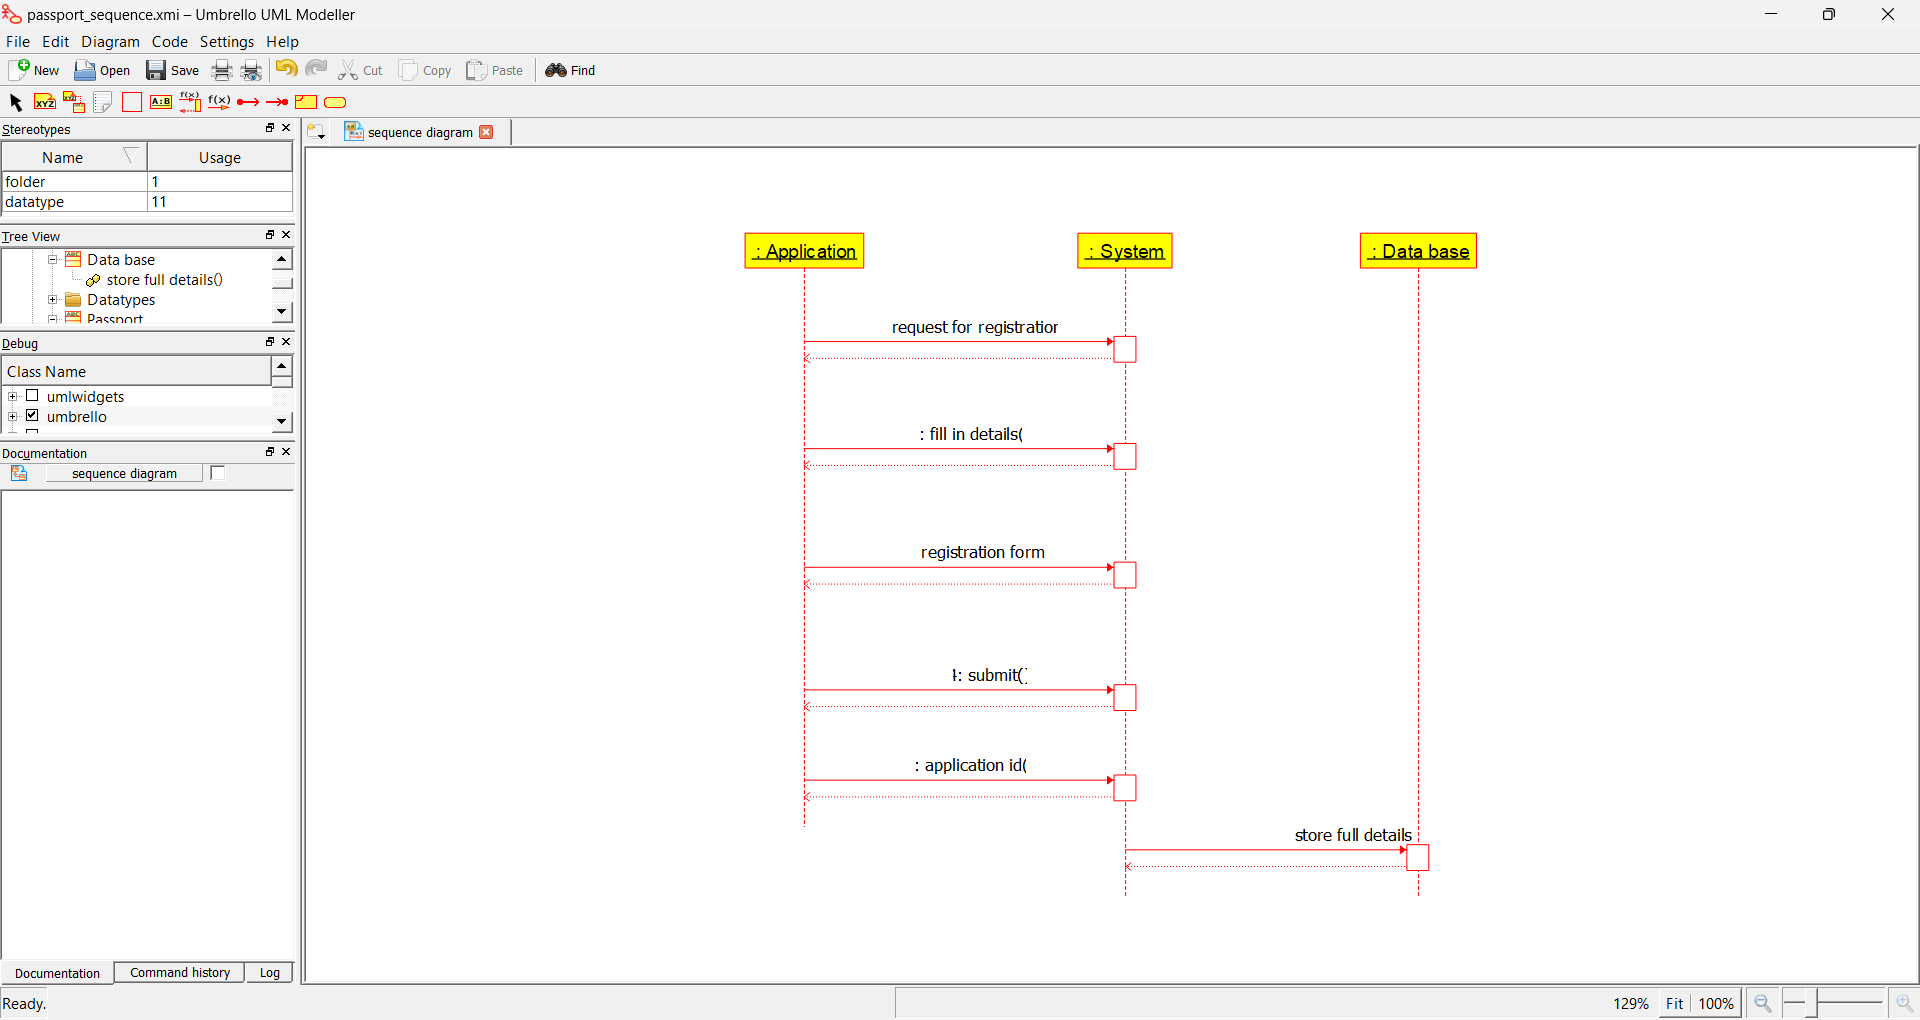 passport_sequence.xmi – Umbrello UML Modeller
File Edit Diagram Code Settings Help
New Open Save Cut Copy Paste Find
XYZ XYZ A:B f(x) f(x)
Stereotypes
sequence diagram
Name Usage
folder 1
datatype 11
Tree View
Data base
store full details()
Datatypes
Passport
Debug
Class Name
umlwidgets
umbrello
Documentation
sequence diagram
: Application : System : Data base
request for registration
: fill in details(
registration form
: submit()
: application id(
store full details
Documentation Command history Log
Ready. 129% Fit 100%